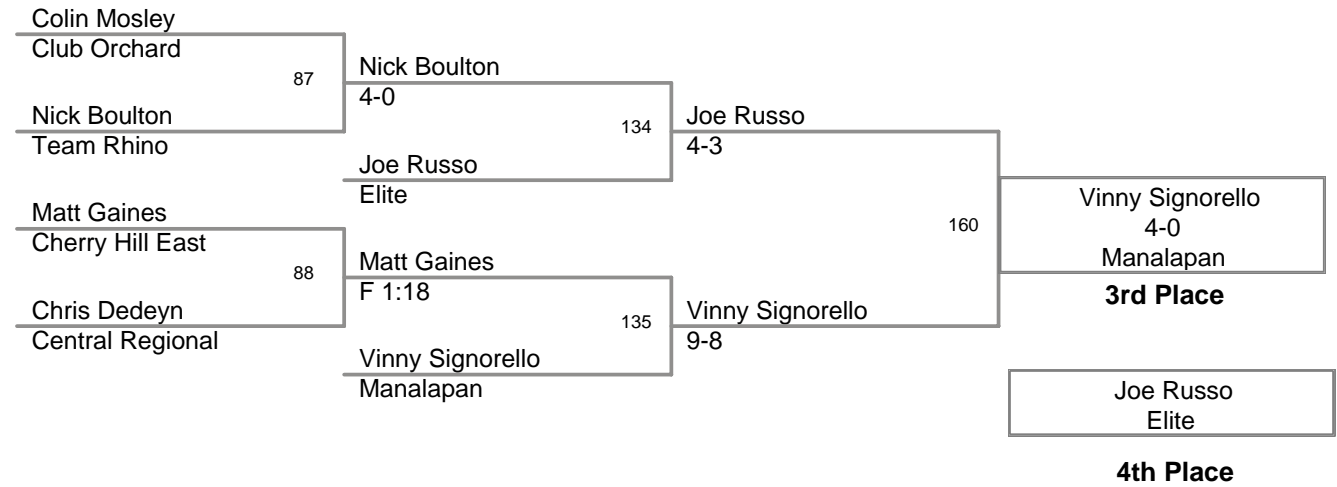 Colin Mosley
Club Orchard
87
Nick Boulton
Team Rhino
Nick Boulton
4-0
134
Joe Russo
Elite
Joe Russo
4-3
Matt Gaines
Cherry Hill East
88
Chris Dedeyn
Central Regional
Matt Gaines
F 1:18
135
Vinny Signorello
Manalapan
Vinny Signorello
9-8
160
Vinny Signorello
4-0
Manalapan
3rd Place
Joe Russo
Elite
4th Place